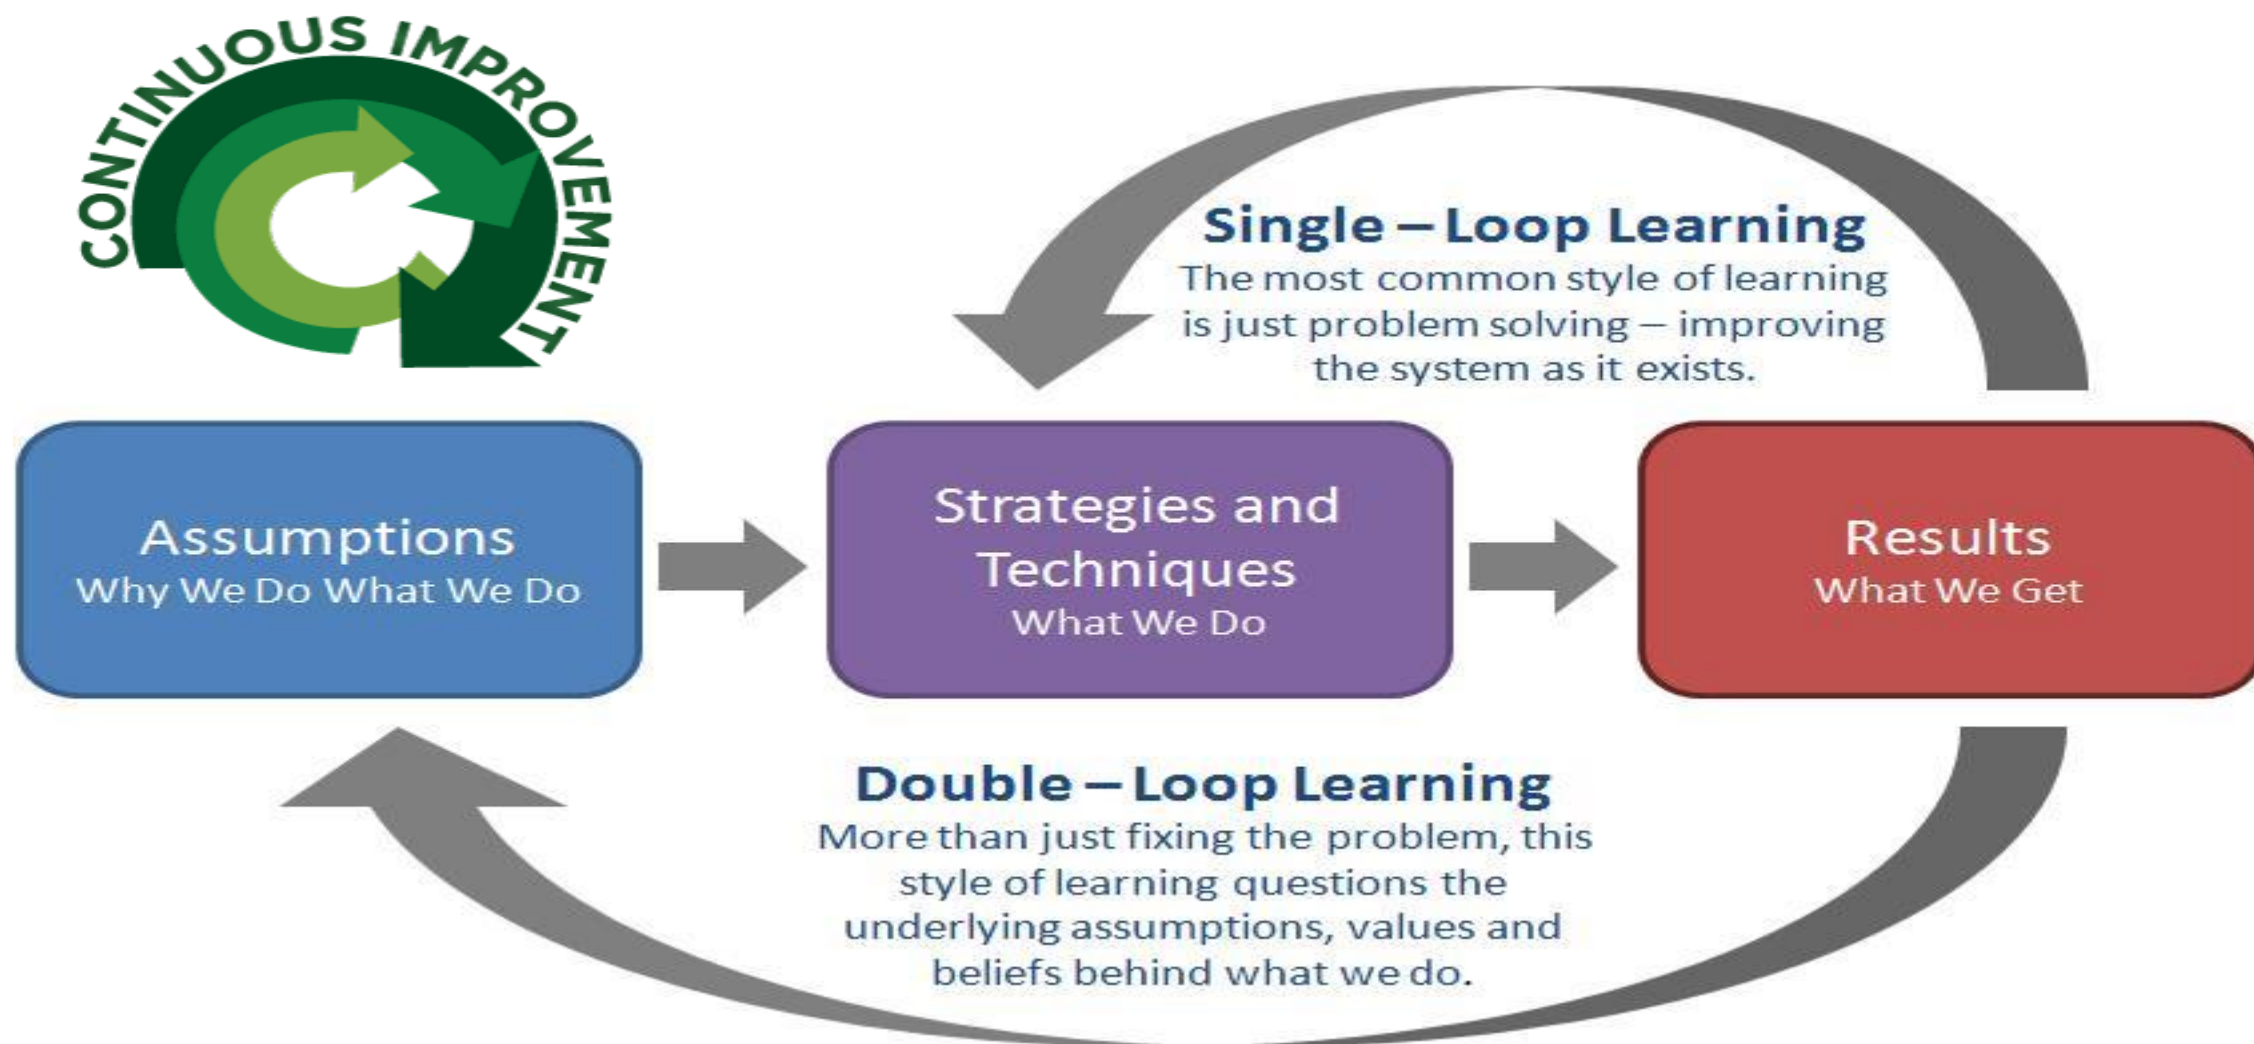 CONTINUOUS IMPROVEMENT
Single – Loop Learning
The most common style of learning
is just problem solving – improving
the system as it exists.
Assumptions
Why We Do What We Do
Strategies and
Techniques
What We Do
Results
What We Get
Double – Loop Learning
More than just fixing the problem, this
style of learning questions the
underlying assumptions, values and
beliefs behind what we do.